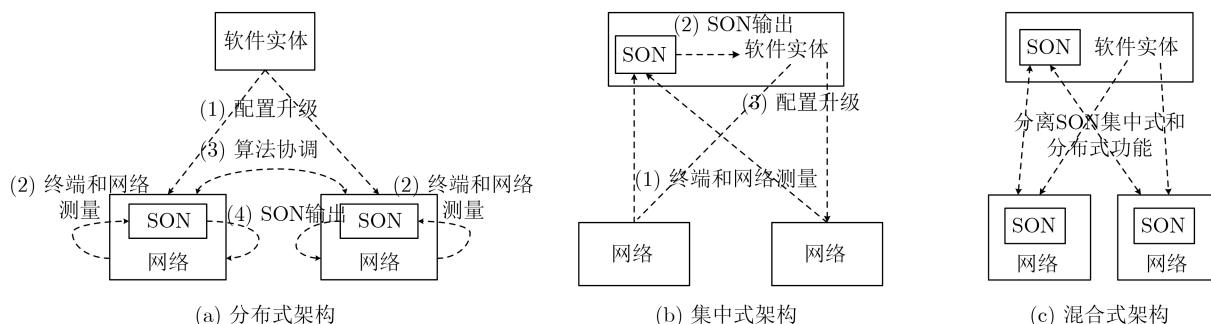 软件实体
(1) 配置升级
(3) 算法协调
(2) 终端和网络
测量
(2) 终端和网络
测量
SON
(4) SON输出
SON
网络
网络
(a) 分布式架构
(2) SON输出
SON
软件实体
(3) 配置升级
(1) 终端和网络测量
网络
网络
(b) 集中式架构
SON
软件实体
分离SON集中式和
分布式功能
SON
SON
网络
网络
(c) 混合式架构